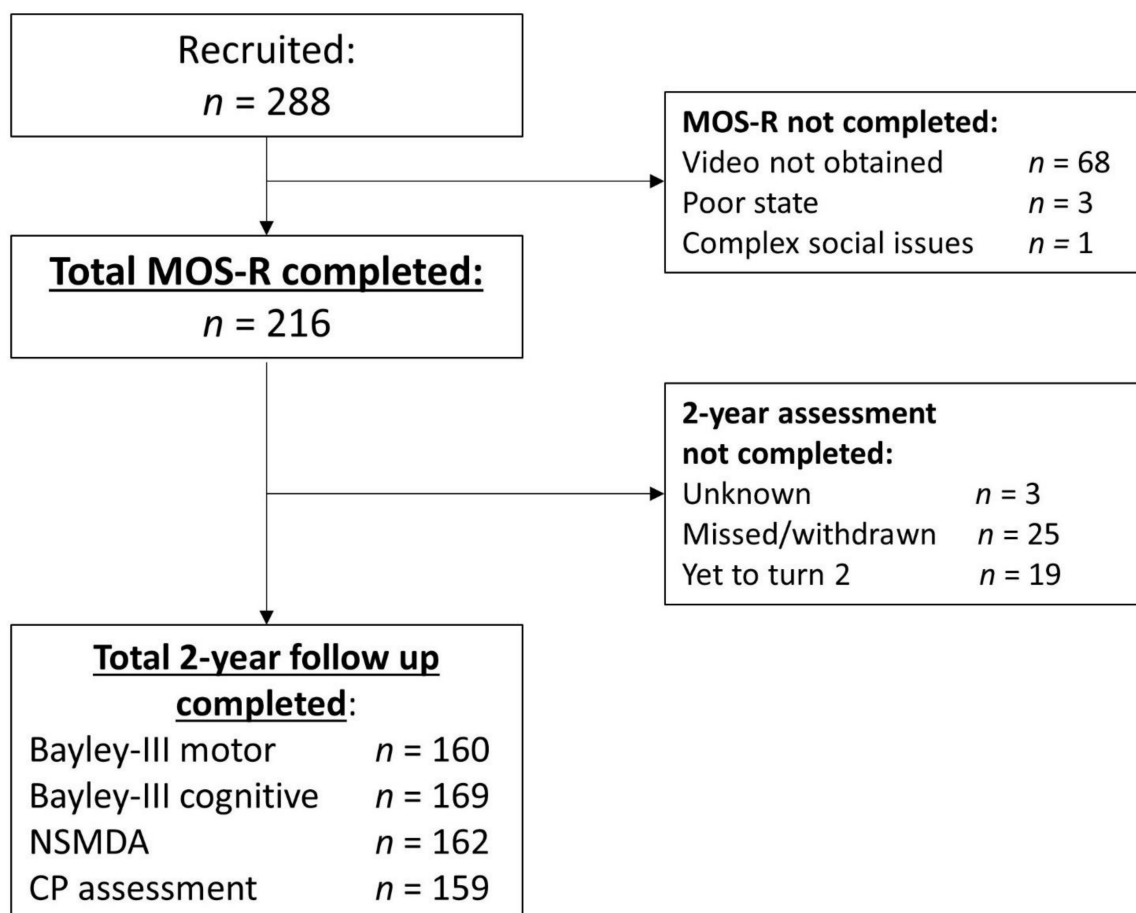 Recruited:
n = 288
MOS-R not completed:
Video not obtained n = 68
Poor state n = 3
Complex social issues n = 1
Total MOS-R completed:
n = 216
2-year assessment
not completed:
Unknown n = 3
Missed/withdrawn n = 25
Yet to turn 2 n = 19
Total 2-year follow up
completed:
Bayley-III motor n = 160
Bayley-III cognitive n = 169
NSMDA n = 162
CP assessment n = 159